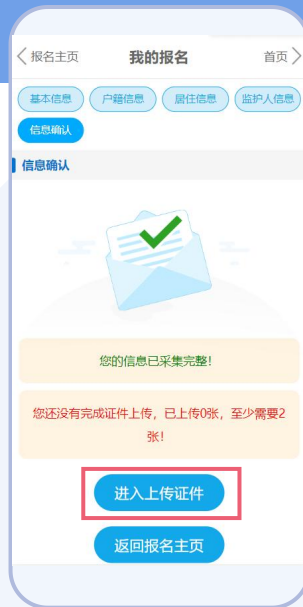 报名主页 我的报名 首页
基本信息 户籍信息 居住信息 监护人信息
信息确认
信息确认
您的信息已采集完整！
您还没有完成证件上传，已上传0张，至少需要2
张！
进入上传证件
返回报名主页